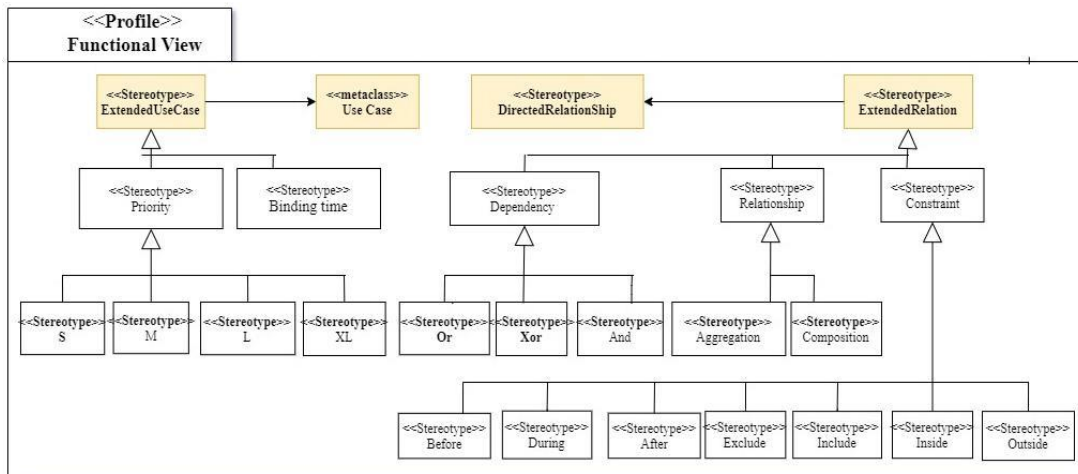 <<Profile>>
Functional View
<<Stereotype>>
ExtendedUseCase
<<metaclass>>
Use Case
<<Stereotype>>
DirectedRelationShip
<<Stereotype>>
ExtendedRelation
<<Stereotype>>
Priority
<<Stereotype>>
Binding time
<<Stereotype>>
Dependency
<<Stereotype>>
Relationship
<<Stereotype>>
Constraint
<<Stereotype>>
S
<<Stereotype>>
M
<<Stereotype>>
L
<<Stereotype>>
XL
<<Stereotype>>
Or
<<Stereotype>>
Xor
<<Stereotype>>
And
<<Stereotype>>
Aggregation
<<Stereotype>>
Composition
<<Stereotype>>
Before
<<Stereotype>>
During
<<Stereotype>>
After
<<Stereotype>>
Exclude
<<Stereotype>>
Include
<<Stereotype>>
Inside
<<Stereotype>>
Outside